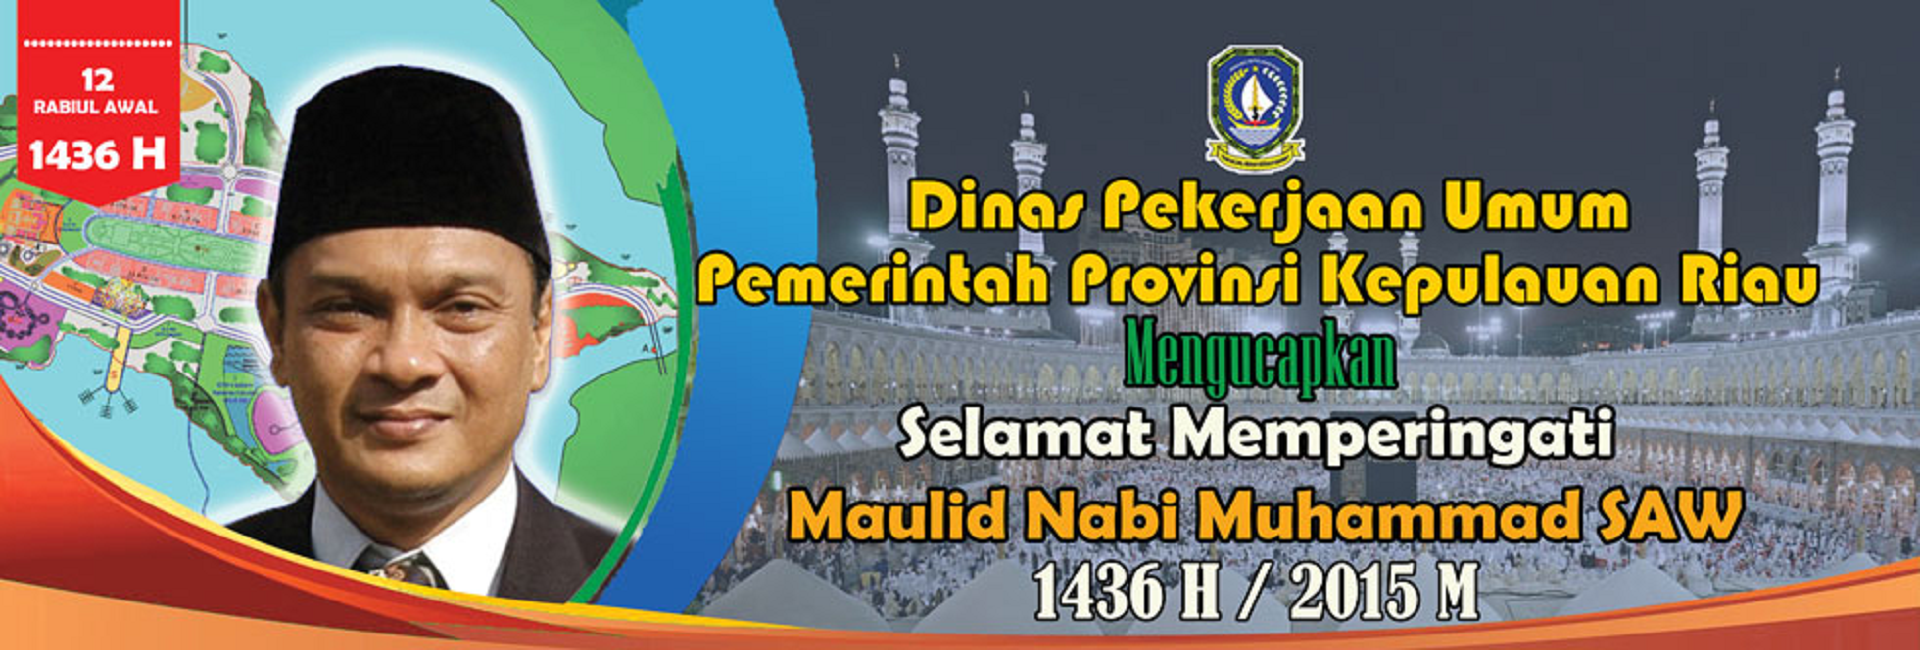 12
RABIUL AWAL
1436 H
Dinas Pekerjaan Umum
Pemerintah Provinsi Kepulauan Riau
Mengucapkan
Selamat Memperingati
Maulid Nabi Muhammad SAW
1436 H / 2015 M